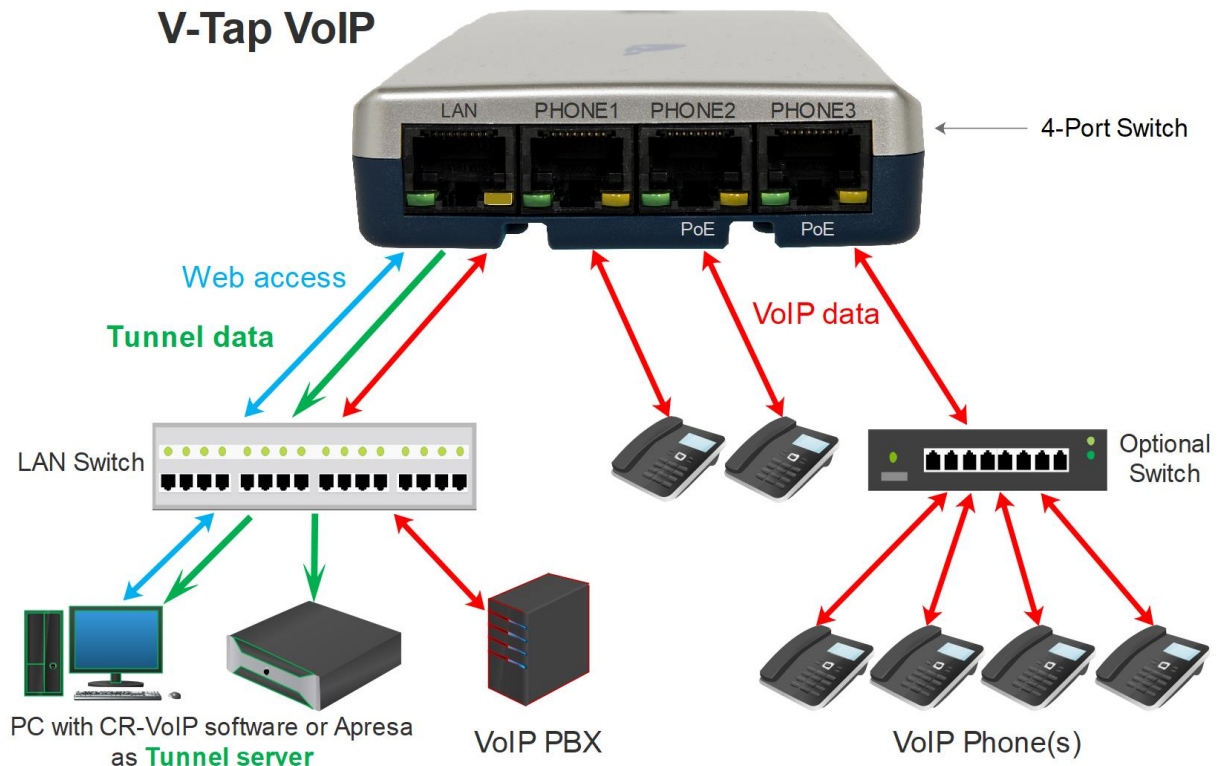 V-Tap VoIP
LAN
PHONE1
PHONE2
PHONE3
4-Port Switch
PoE
PoE
Web access
Tunnel data
VoIP data
LAN Switch
Optional
Switch
PC with CR-VoIP software or Apresa
as Tunnel server
VoIP PBX
VoIP Phone(s)